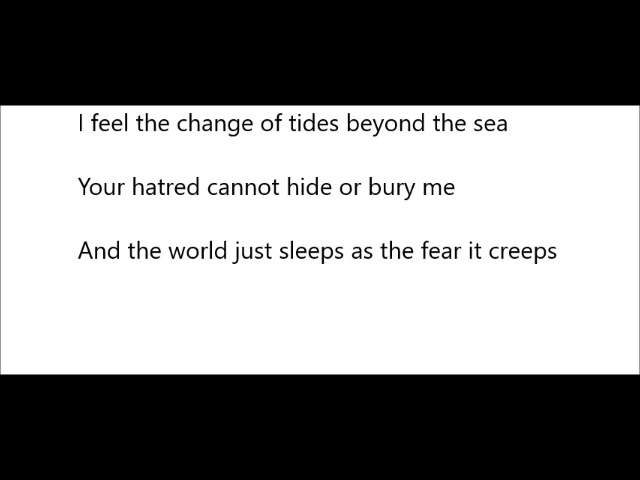 I feel the change of tides beyond the sea
Your hatred cannot hide or bury me
And the world just sleeps as the fear it creeps